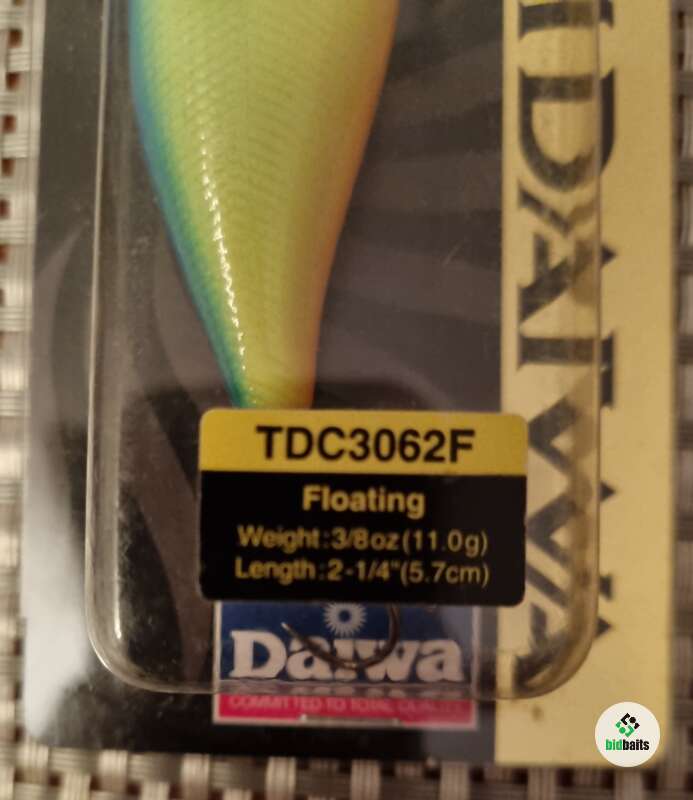 DAIWA
TDC3062F
Floating
Weight:3/8oz(11.0g)
Length:2-1/4"(5.7cm)
Daiwa
COMMITTED TO TOTAL QUALITY
bidbaits